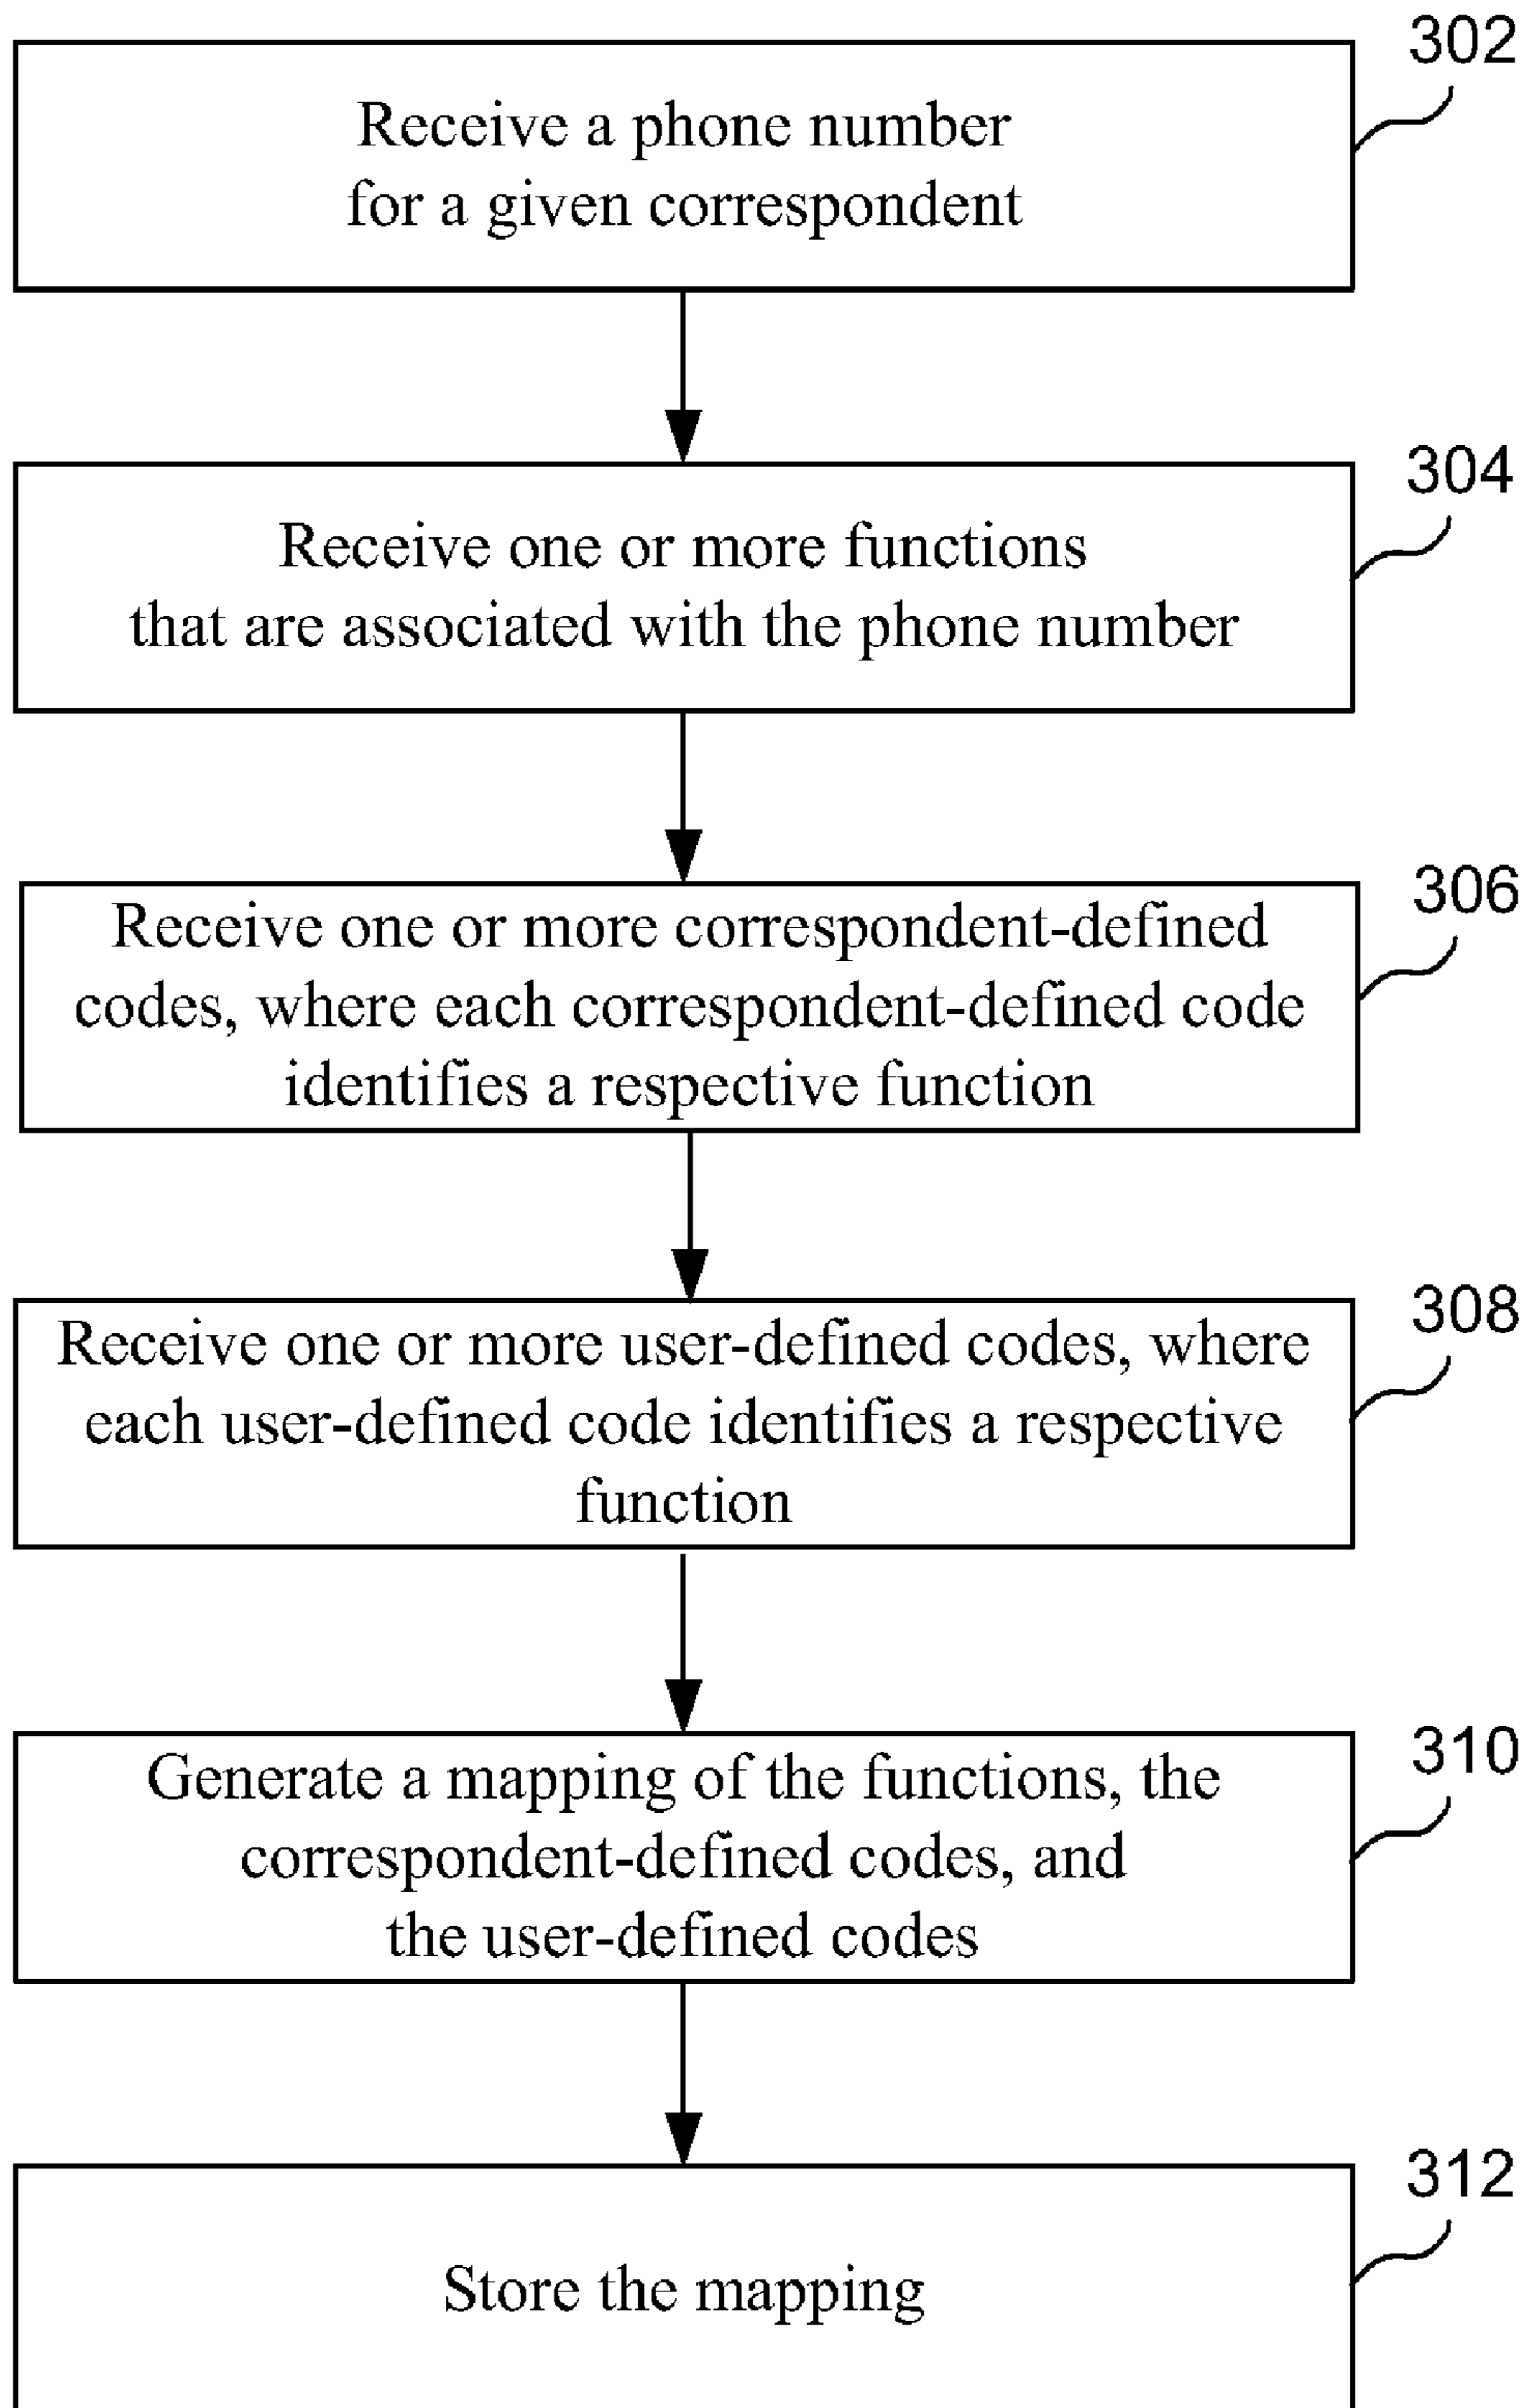 302
Receive a phone number
for a given correspondent
304
Receive one or more functions
that are associated with the phone number
306
Receive one or more correspondent-defined
codes, where each correspondent-defined code
identifies a respective function
308
Receive one or more user-defined codes, where
each user-defined code identifies a respective
function
310
Generate a mapping of the functions, the
correspondent-defined codes, and
the user-defined codes
312
Store the mapping